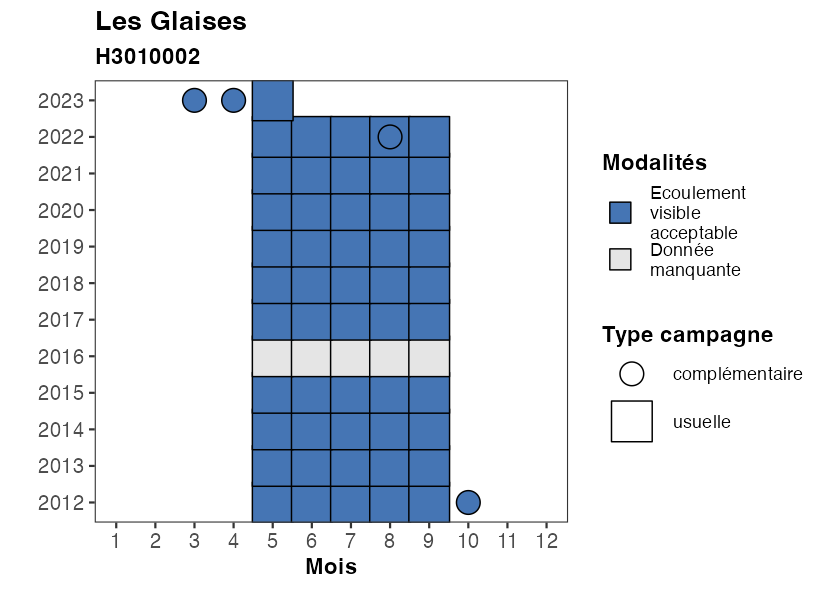 Les Glaises
H3010002
2023
2022
2021
2020
2019
2018
2017
2016
2015
2014
2013
2012
1 2 3 4 5 6 7 8 9 10 11 12
Mois
Modalités
Ecoulement
visible
acceptable
Donnée
manquante
Type campagne
complémentaire
usuelle